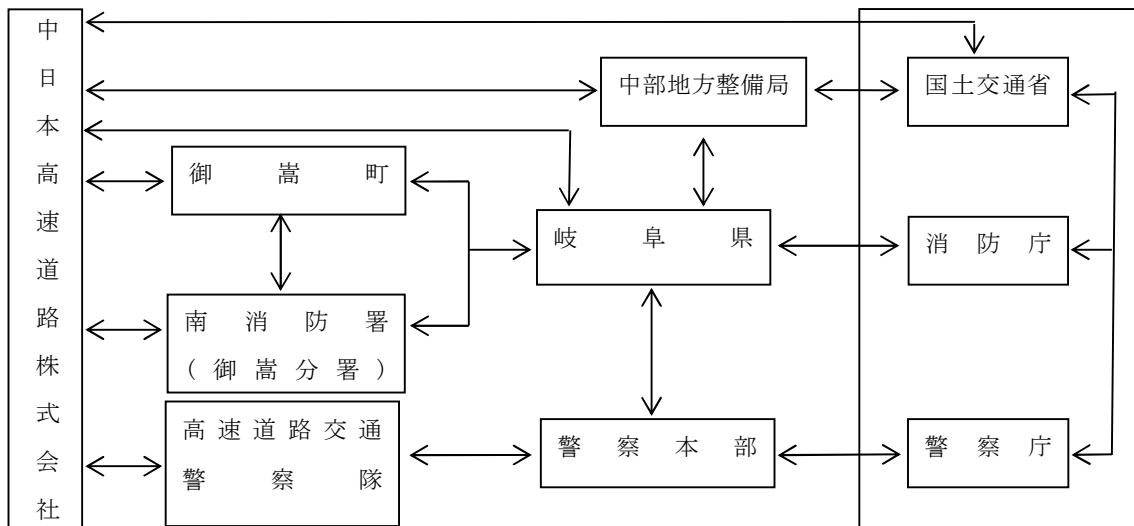 中日本高速道路株式会社
中部地方整備局
国土交通省
御嵩町
岐阜県
消防庁
南消防署
(御嵩分署)
高速道路交通
警察隊
警察本部
警察庁